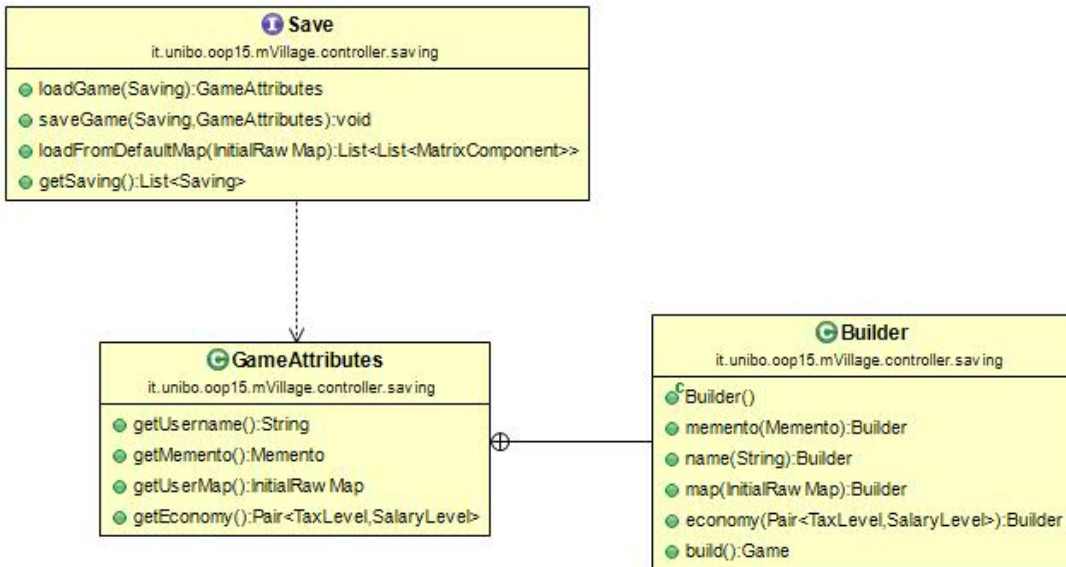 I Save
it.unibo.oop15.mVillage.controller.saving
loadGame(Saving):GameAttributes
saveGame(Saving,GameAttributes):void
loadFromDefaultMap(InitialRaw Map):List<List<MatrixComponent>>
getSaving():List<Saving>
C GameAttributes
it.unibo.oop15.mVillage.controller.saving
getUsername():String
getMemento():Memento
getUserMap():InitialRaw Map
getEconomy():Pair<TaxLevel,SalaryLevel>
C Builder
it.unibo.oop15.mVillage.controller.saving
C Builder()
memento(Memento):Builder
name(String):Builder
map(InitialRaw Map):Builder
economy(Pair<TaxLevel,SalaryLevel>):Builder
build():Game